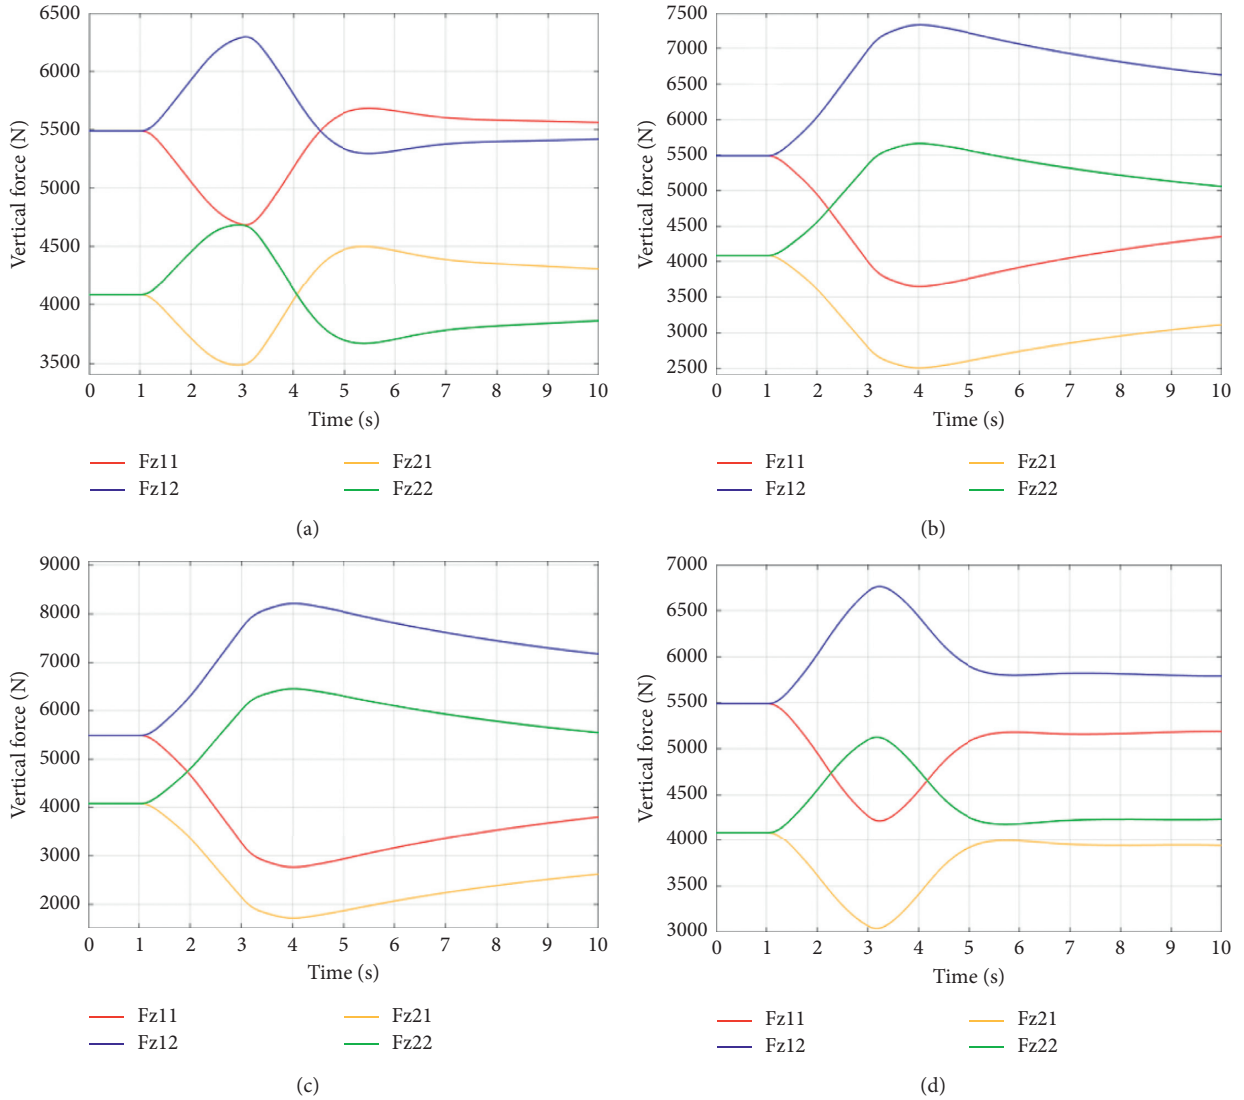 6500
6000
5500
5000
4500
4000
3500
Vertical force (N)
0 1 2 3 4 5 6 7 8 9 10
Time (s)
Fz11 Fz21
Fz12 Fz22
(a)
7500
7000
6500
6000
5500
5000
4500
4000
3500
3000
2500
Vertical force (N)
0 1 2 3 4 5 6 7 8 9 10
Time (s)
Fz11 Fz21
Fz12 Fz22
(b)
9000
8000
7000
6000
5000
4000
3000
2000
Vertical force (N)
0 1 2 3 4 5 6 7 8 9 10
Time (s)
Fz11 Fz21
Fz12 Fz22
(c)
7000
6500
6000
5500
5000
4500
4000
3500
3000
Vertical force (N)
0 1 2 3 4 5 6 7 8 9 10
Time (s)
Fz11 Fz21
Fz12 Fz22
(d)